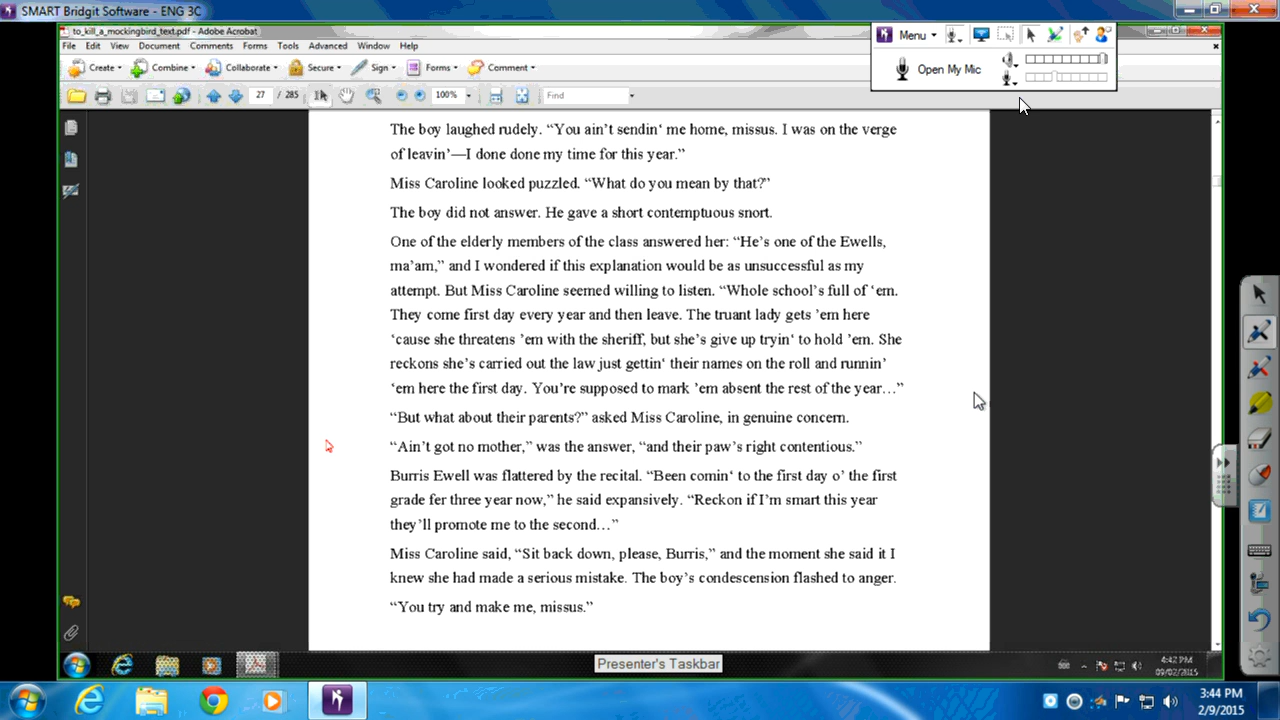 SMART Bridgit Software - ENG 3C
to_kill_a_mockingbird_text.pdf - Adobe Acrobat
File Edit View Document Comments Forms Tools Advanced Window Help
Menu
Create Combine Collaborate Secure Sign Forms Comment
Open My Mic
27 / 285 100% Find
The boy laughed rudely. “You ain’t sendin‘ me home, missus. I was on the verge
of leavin’—I done done my time for this year.”
Miss Caroline looked puzzled. “What do you mean by that?”
The boy did not answer. He gave a short contemptuous snort.
One of the elderly members of the class answered her: “He’s one of the Ewells,
ma’am,” and I wondered if this explanation would be as unsuccessful as my
attempt. But Miss Caroline seemed willing to listen. “Whole school’s full of ‘em.
They come first day every year and then leave. The truant lady gets ’em here
‘cause she threatens ’em with the sheriff, but she’s give up tryin‘ to hold ’em. She
reckons she’s carried out the law just gettin‘ their names on the roll and runnin’
‘em here the first day. You’re supposed to mark ’em absent the rest of the year…”
“But what about their parents?” asked Miss Caroline, in genuine concern.
“Ain’t got no mother,” was the answer, “and their paw’s right contentious.”
Burris Ewell was flattered by the recital. “Been comin‘ to the first day o’ the first
grade fer three year now,” he said expansively. “Reckon if I’m smart this year
they’ll promote me to the second…”
Miss Caroline said, “Sit back down, please, Burris,” and the moment she said it I
knew she had made a serious mistake. The boy’s condescension flashed to anger.
“You try and make me, missus.”
Presenter's Taskbar
4:42 PM
09/02/2015
3:44 PM
2/9/2015